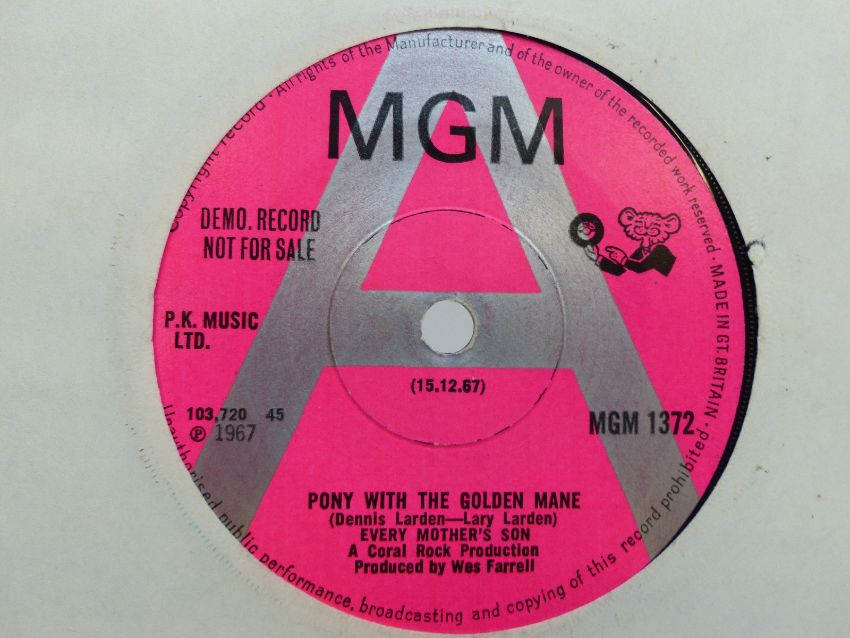 Copyright record · All rights of the Manufacturer and of the owner of the recorded work reserved · MADE IN GT. BRITAIN ·
MGM
DEMO. RECORD
NOT FOR SALE
P.K. MUSIC
LTD.
(15.12.67)
103,720 45
Ⓟ 1967
MGM 1372
PONY WITH THE GOLDEN MANE
(Dennis Larden—Lary Larden)
EVERY MOTHER'S SON
A Coral Rock Production
Produced by Wes Farrell
Unauthorised public performance, broadcasting and copying of this record prohibited ·